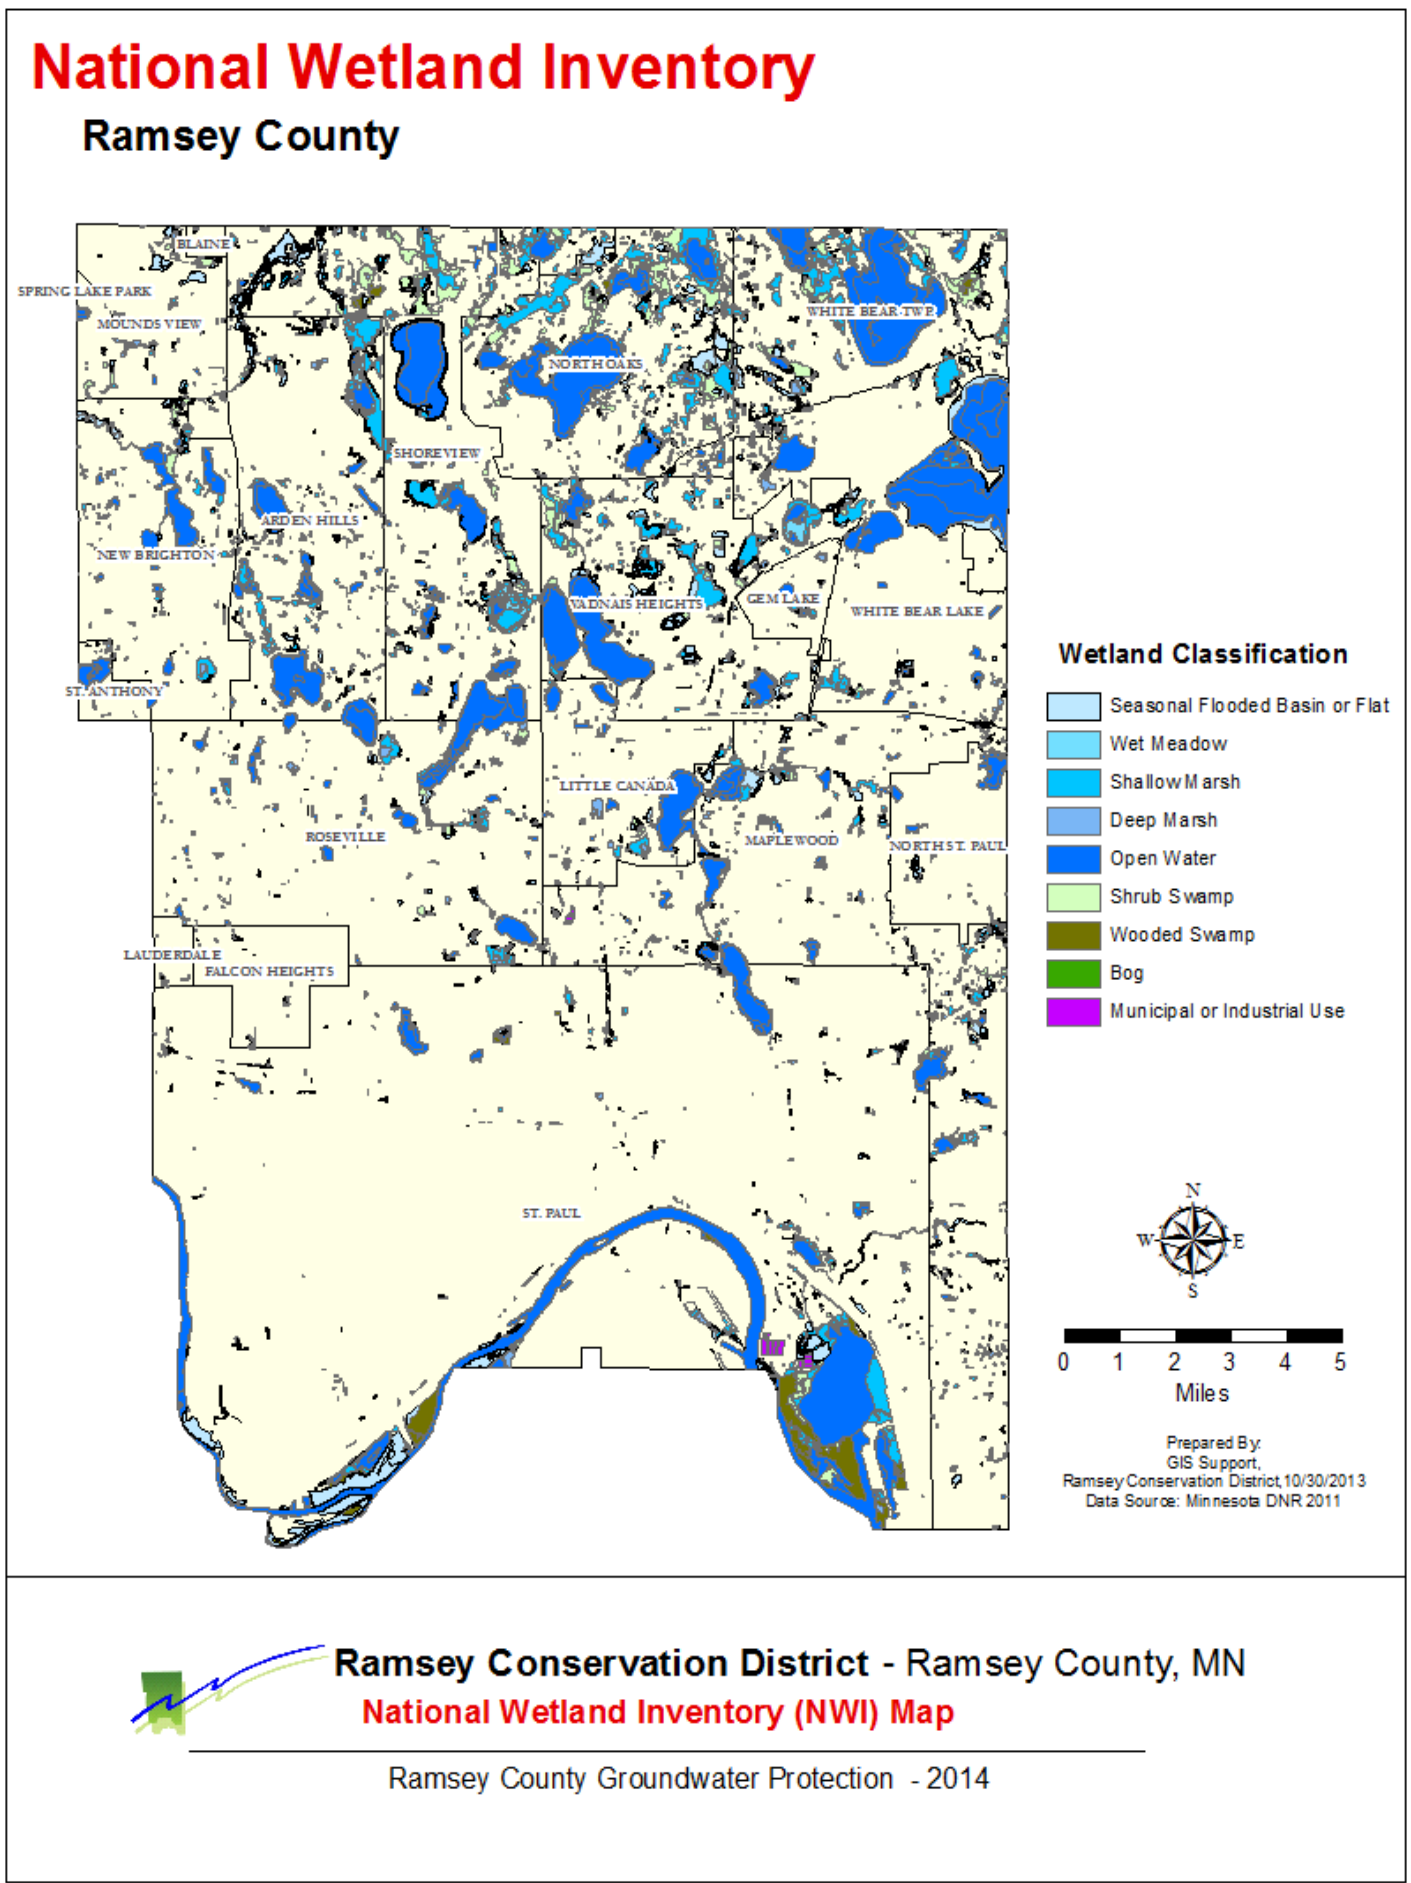 National Wetland Inventory
Ramsey County
BLAINE
SPRING LAKE PARK
MOUNDS VIEW
WHITE BEAR TWP.
NORTH OAKS
SHOREVIEW
ARDEN HILLS
NEW BRIGHTON
VADNAIS HEIGHTS
GEM LAKE
WHITE BEAR LAKE
ST. ANTHONY
LITTLE CANADA
ROSEVILLE
MAPLEWOOD
NORTH ST. PAUL
LAUDERDALE
FALCON HEIGHTS
ST. PAUL
Wetland Classification
Seasonal Flooded Basin or Flat
Wet Meadow
Shallow Marsh
Deep Marsh
Open Water
Shrub Swamp
Wooded Swamp
Bog
Municipal or Industrial Use
N
W E
S
0 1 2 3 4 5
Miles
Prepared By:
GIS Support,
Ramsey Conservation District, 10/30/2013
Data Source: Minnesota DNR 2011
Ramsey Conservation District - Ramsey County, MN
National Wetland Inventory (NWI) Map
Ramsey County Groundwater Protection - 2014